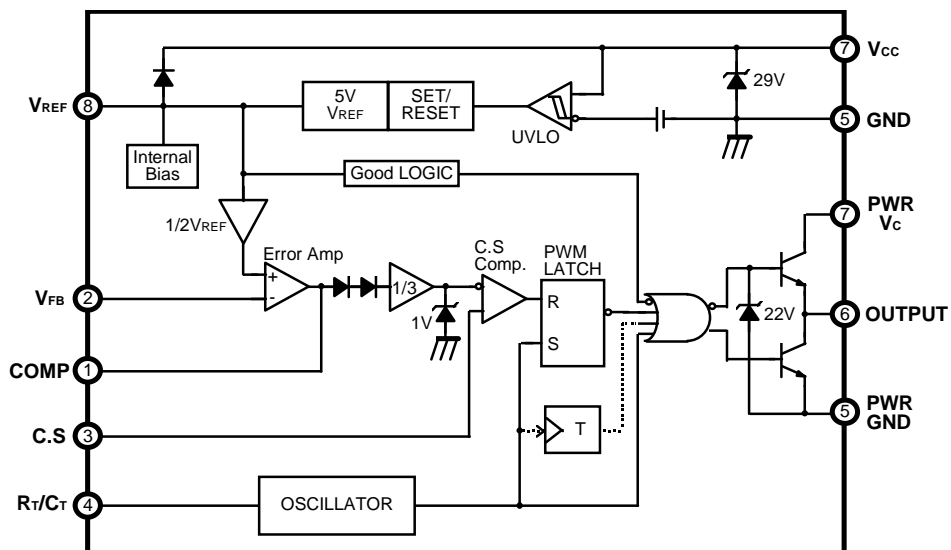 7 VCC
VREF 8
5V
VREF
SET/
RESET
UVLO
29V
5 GND
Internal
Bias
Good LOGIC
1/2VREF
PWR
7 VC
Error Amp
+
-
1/3
1V
C.S
Comp.
PWM
LATCH
R
S
VFB 2
22V
6 OUTPUT
COMP 1
C.S 3
T
5 PWR
GND
RT/CT 4
OSCILLATOR